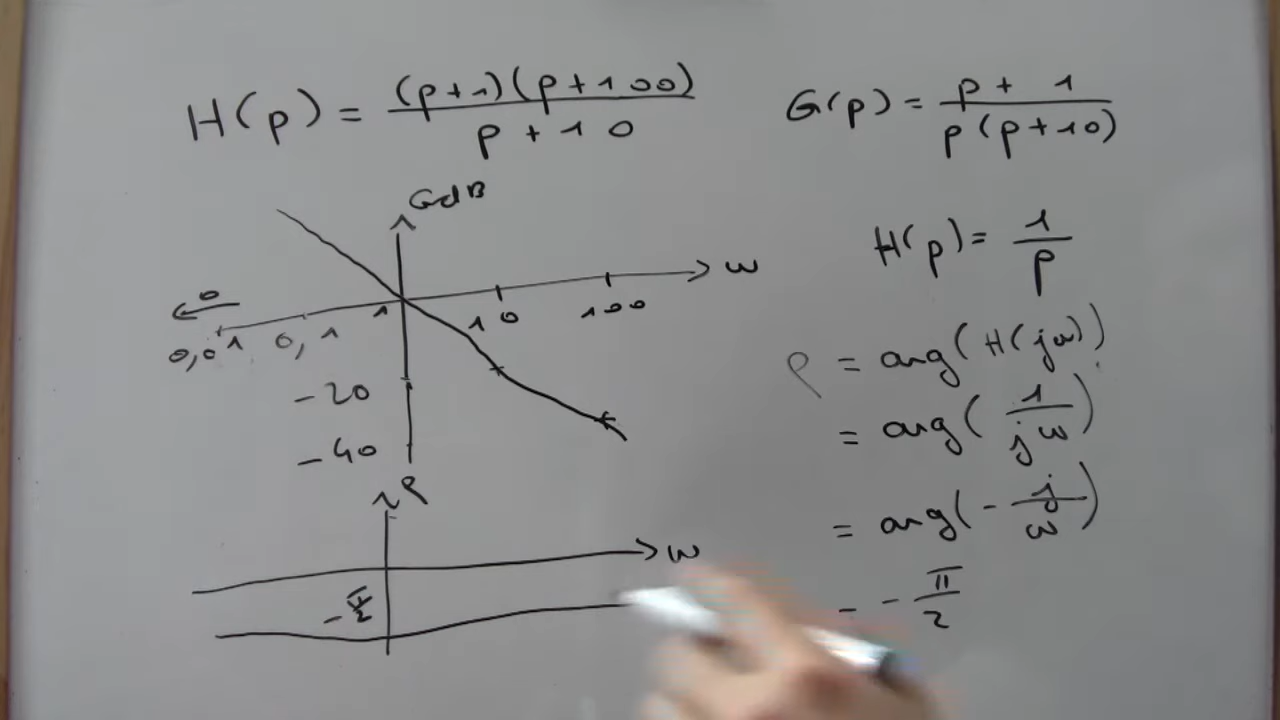 H(p) = (p+1)(p+100) / p+10
G(p) = p+1 / p(p+10)
GdB
ω
1
10
100
0
0,01
0,1
-20
-40
φ
ω
-π/2
H(p) = 1/p
φ = arg(H(jω))
= arg(1/jω)
= arg(-j/ω)
= -π/2